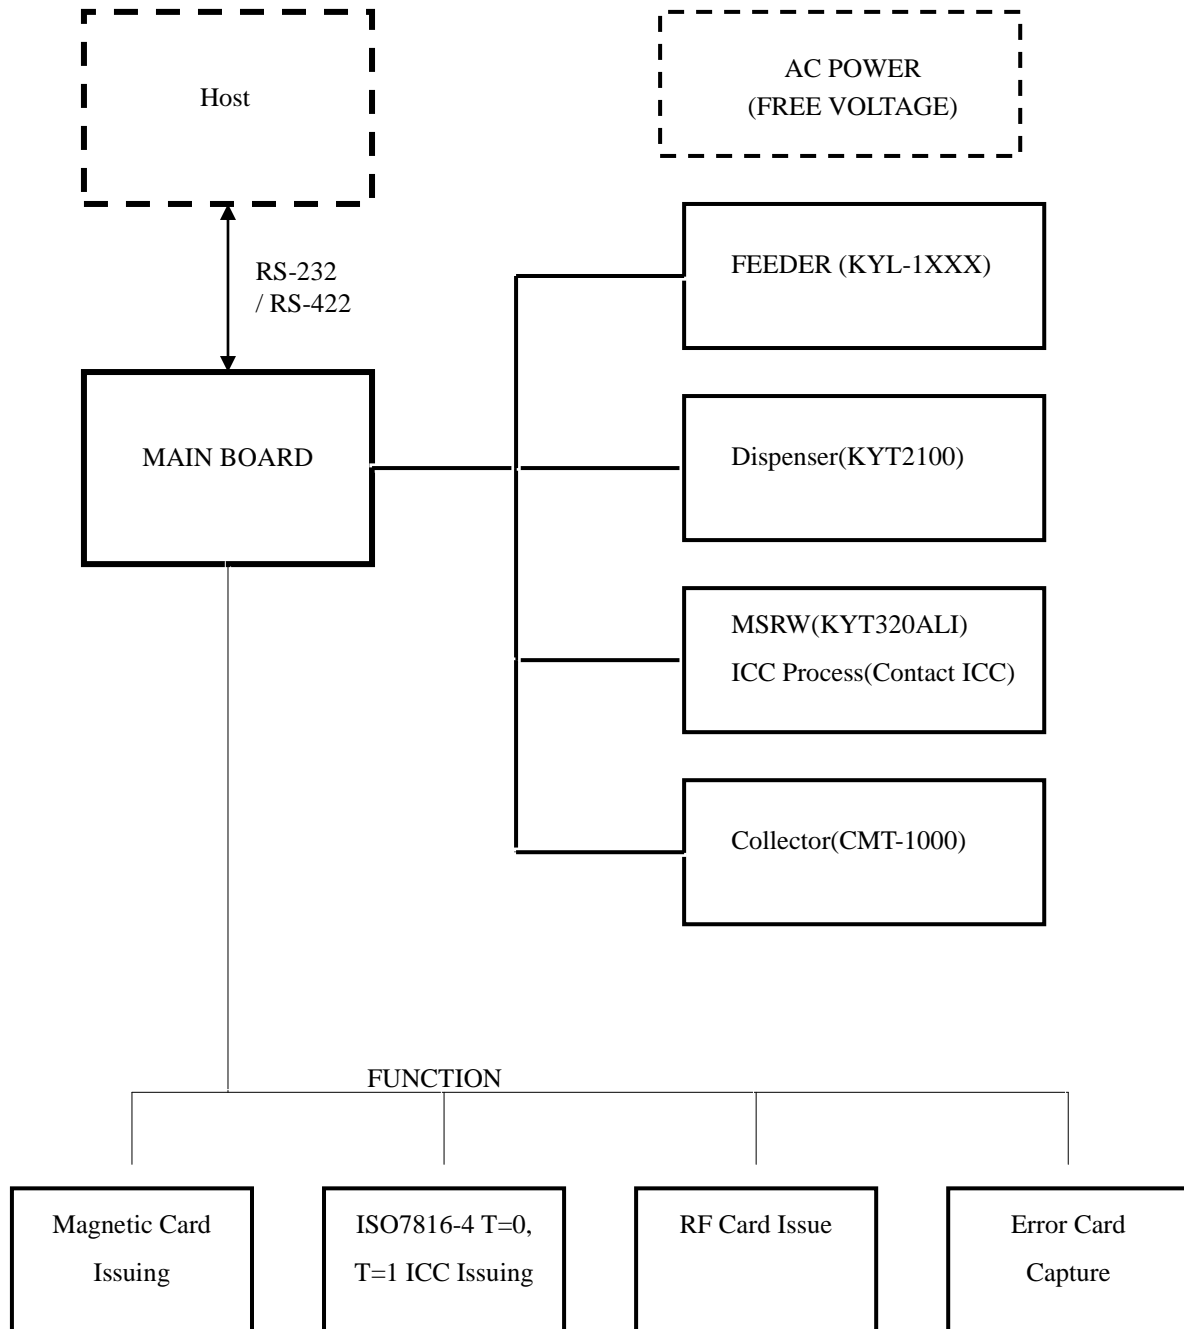 Host
AC POWER
(FREE VOLTAGE)
RS-232
/ RS-422
FEEDER (KYL-1XXX)
MAIN BOARD
Dispenser(KYT2100)
MSRW(KYT320ALI)
ICC Process(Contact ICC)
Collector(CMT-1000)
FUNCTION
Magnetic Card
Issuing
ISO7816-4 T=0,
T=1 ICC Issuing
RF Card Issue
Error Card
Capture